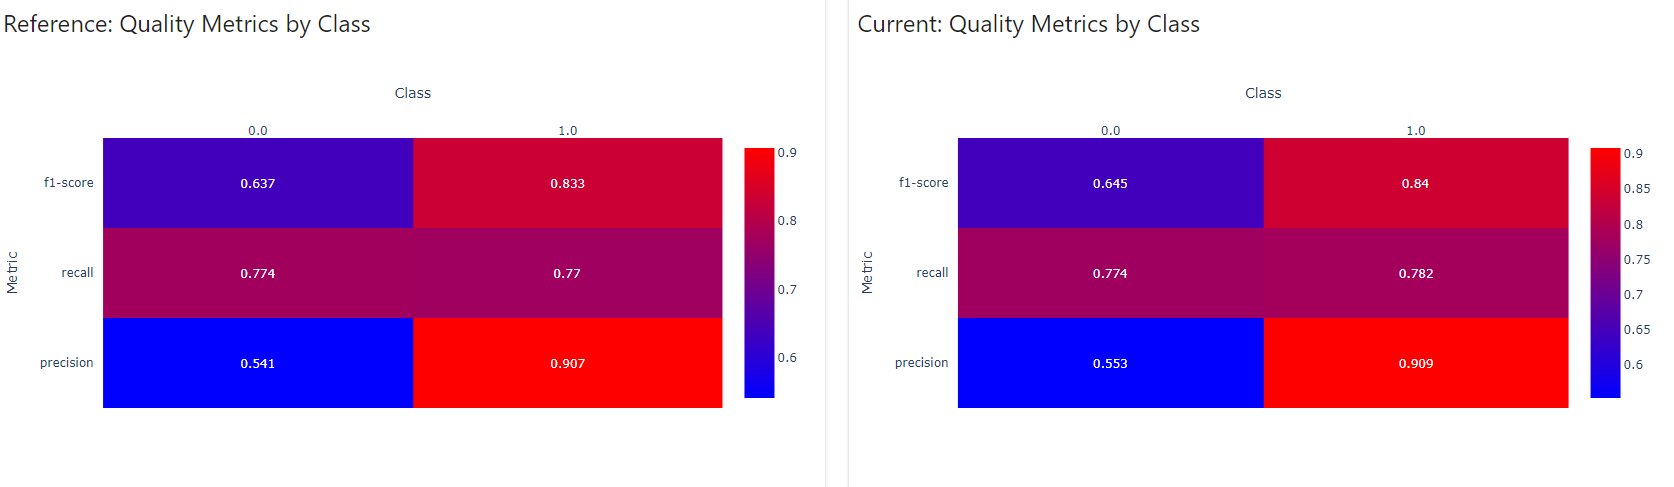 Reference: Quality Metrics by Class
Class
0.0 1.0
f1-score 0.637 0.833
recall 0.774 0.77
precision 0.541 0.907
Metric
0.9
0.8
0.7
0.6
Current: Quality Metrics by Class
Class
0.0 1.0
f1-score 0.645 0.84
recall 0.774 0.782
precision 0.553 0.909
Metric
0.9
0.85
0.8
0.75
0.7
0.65
0.6